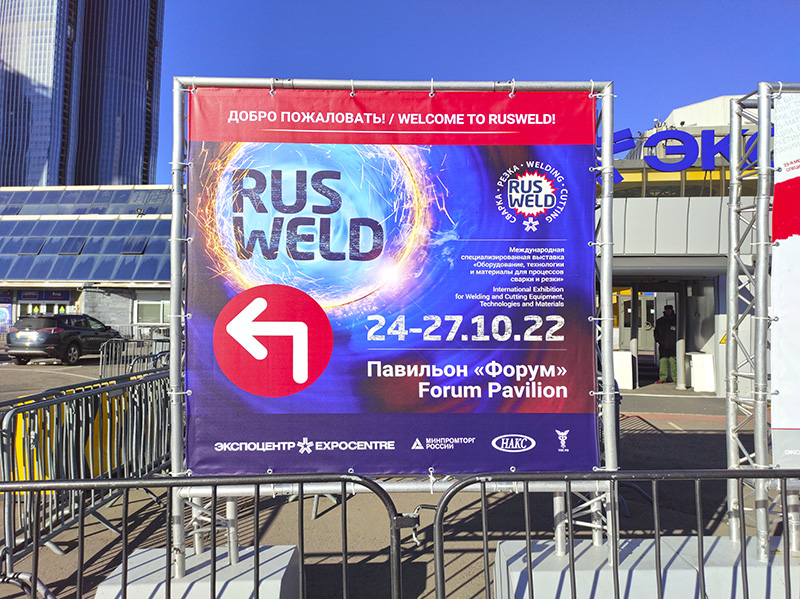 ДОБРО ПОЖАЛОВАТЬ! / WELCOME TO RUSWELD!
RUS
WELD
СВАРКА • РЕЗКА • WELDING • CUTTING
RUS
WELD
Международная
специализированная выставка
«Оборудование, технологии
и материалы для процессов
сварки и резки»
International Exhibition
for Welding and Cutting Equipment,
Technologies and Materials
24-27.10.22
Павильон «Форум»
Forum Pavilion
ЭКСПОЦЕНТР EXPOCENTRE
МИНПРОМТОРГ
РОССИИ
НАКС
ЭКС